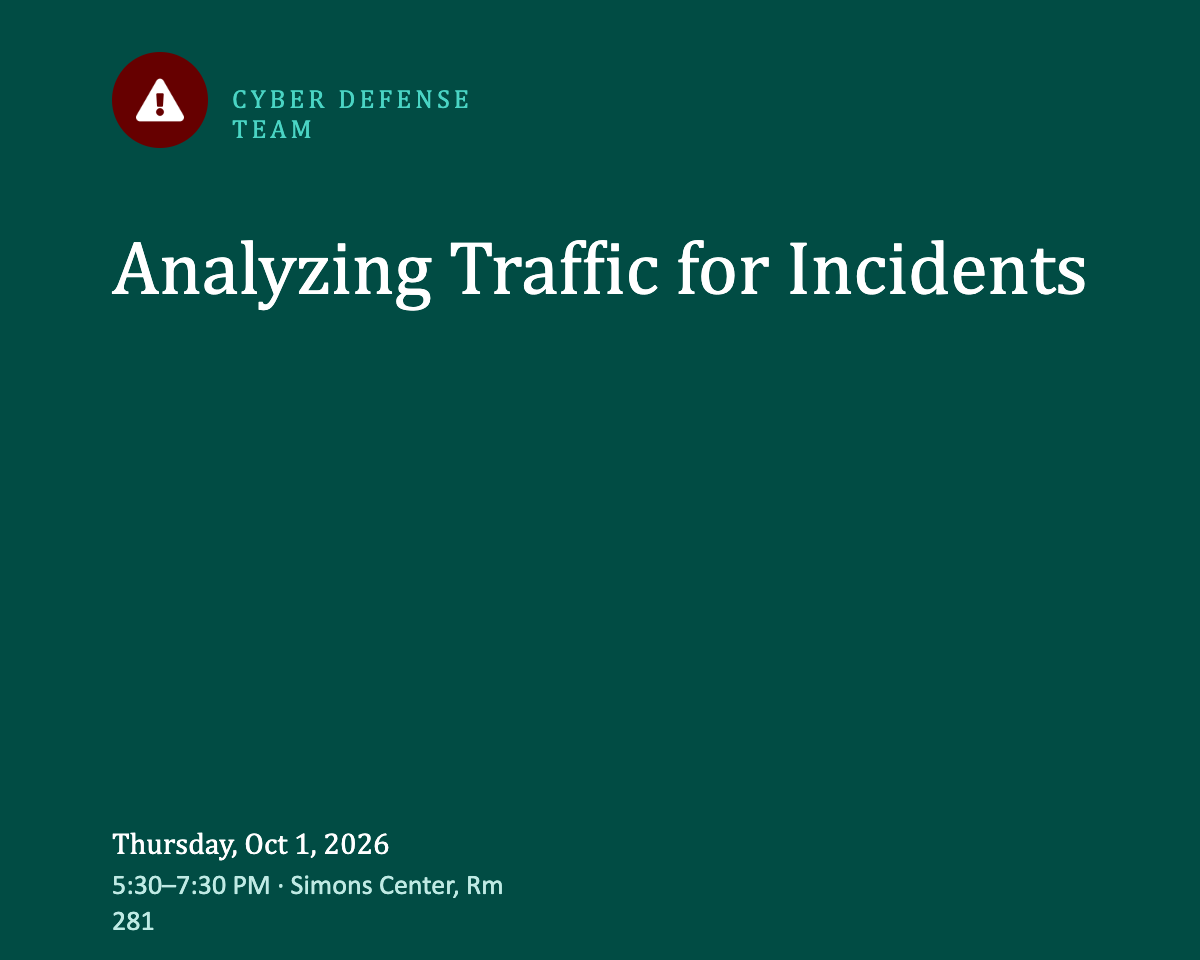 CYBER DEFENSE
TEAM
Analyzing Traffic for Incidents
Thursday, Oct 1, 2026
5:30–7:30 PM · Simons Center, Rm
281